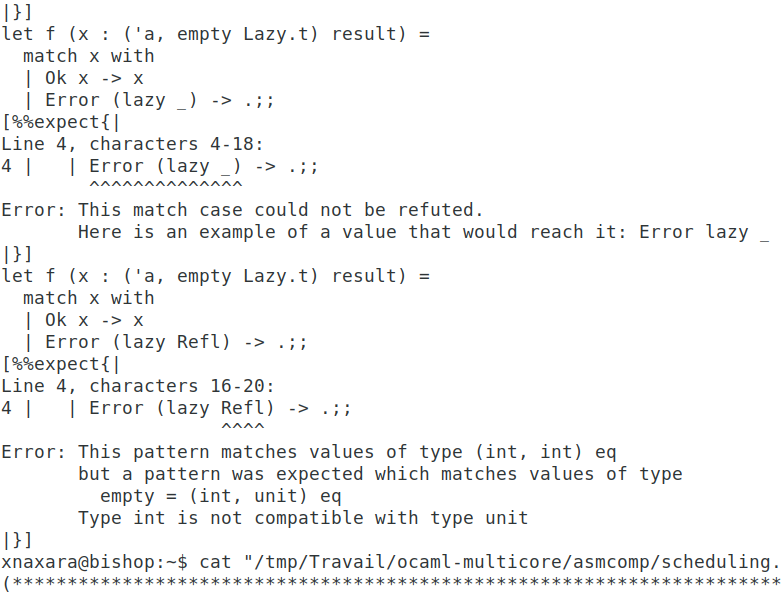 |}]
let f (x : ('a, empty Lazy.t) result) =
  match x with
  | Ok x -> x
  | Error (lazy _) -> .;;
[%%expect{|
Line 4, characters 4-18:
4 |   | Error (lazy _) -> .;;
        ^^^^^^^^^^^^^^
Error: This match case could not be refuted.
       Here is an example of a value that would reach it: Error lazy _
|}]
let f (x : ('a, empty Lazy.t) result) =
  match x with
  | Ok x -> x
  | Error (lazy Refl) -> .;;
[%%expect{|
Line 4, characters 16-20:
4 |   | Error (lazy Refl) -> .;;
                    ^^^^
Error: This pattern matches values of type (int, int) eq
       but a pattern was expected which matches values of type
         empty = (int, unit) eq
       Type int is not compatible with type unit
|}]
xnaxara@bishop:~$ cat "/tmp/Travail/ocaml-multicore/asmcomp/scheduling.
(**********************************************************************